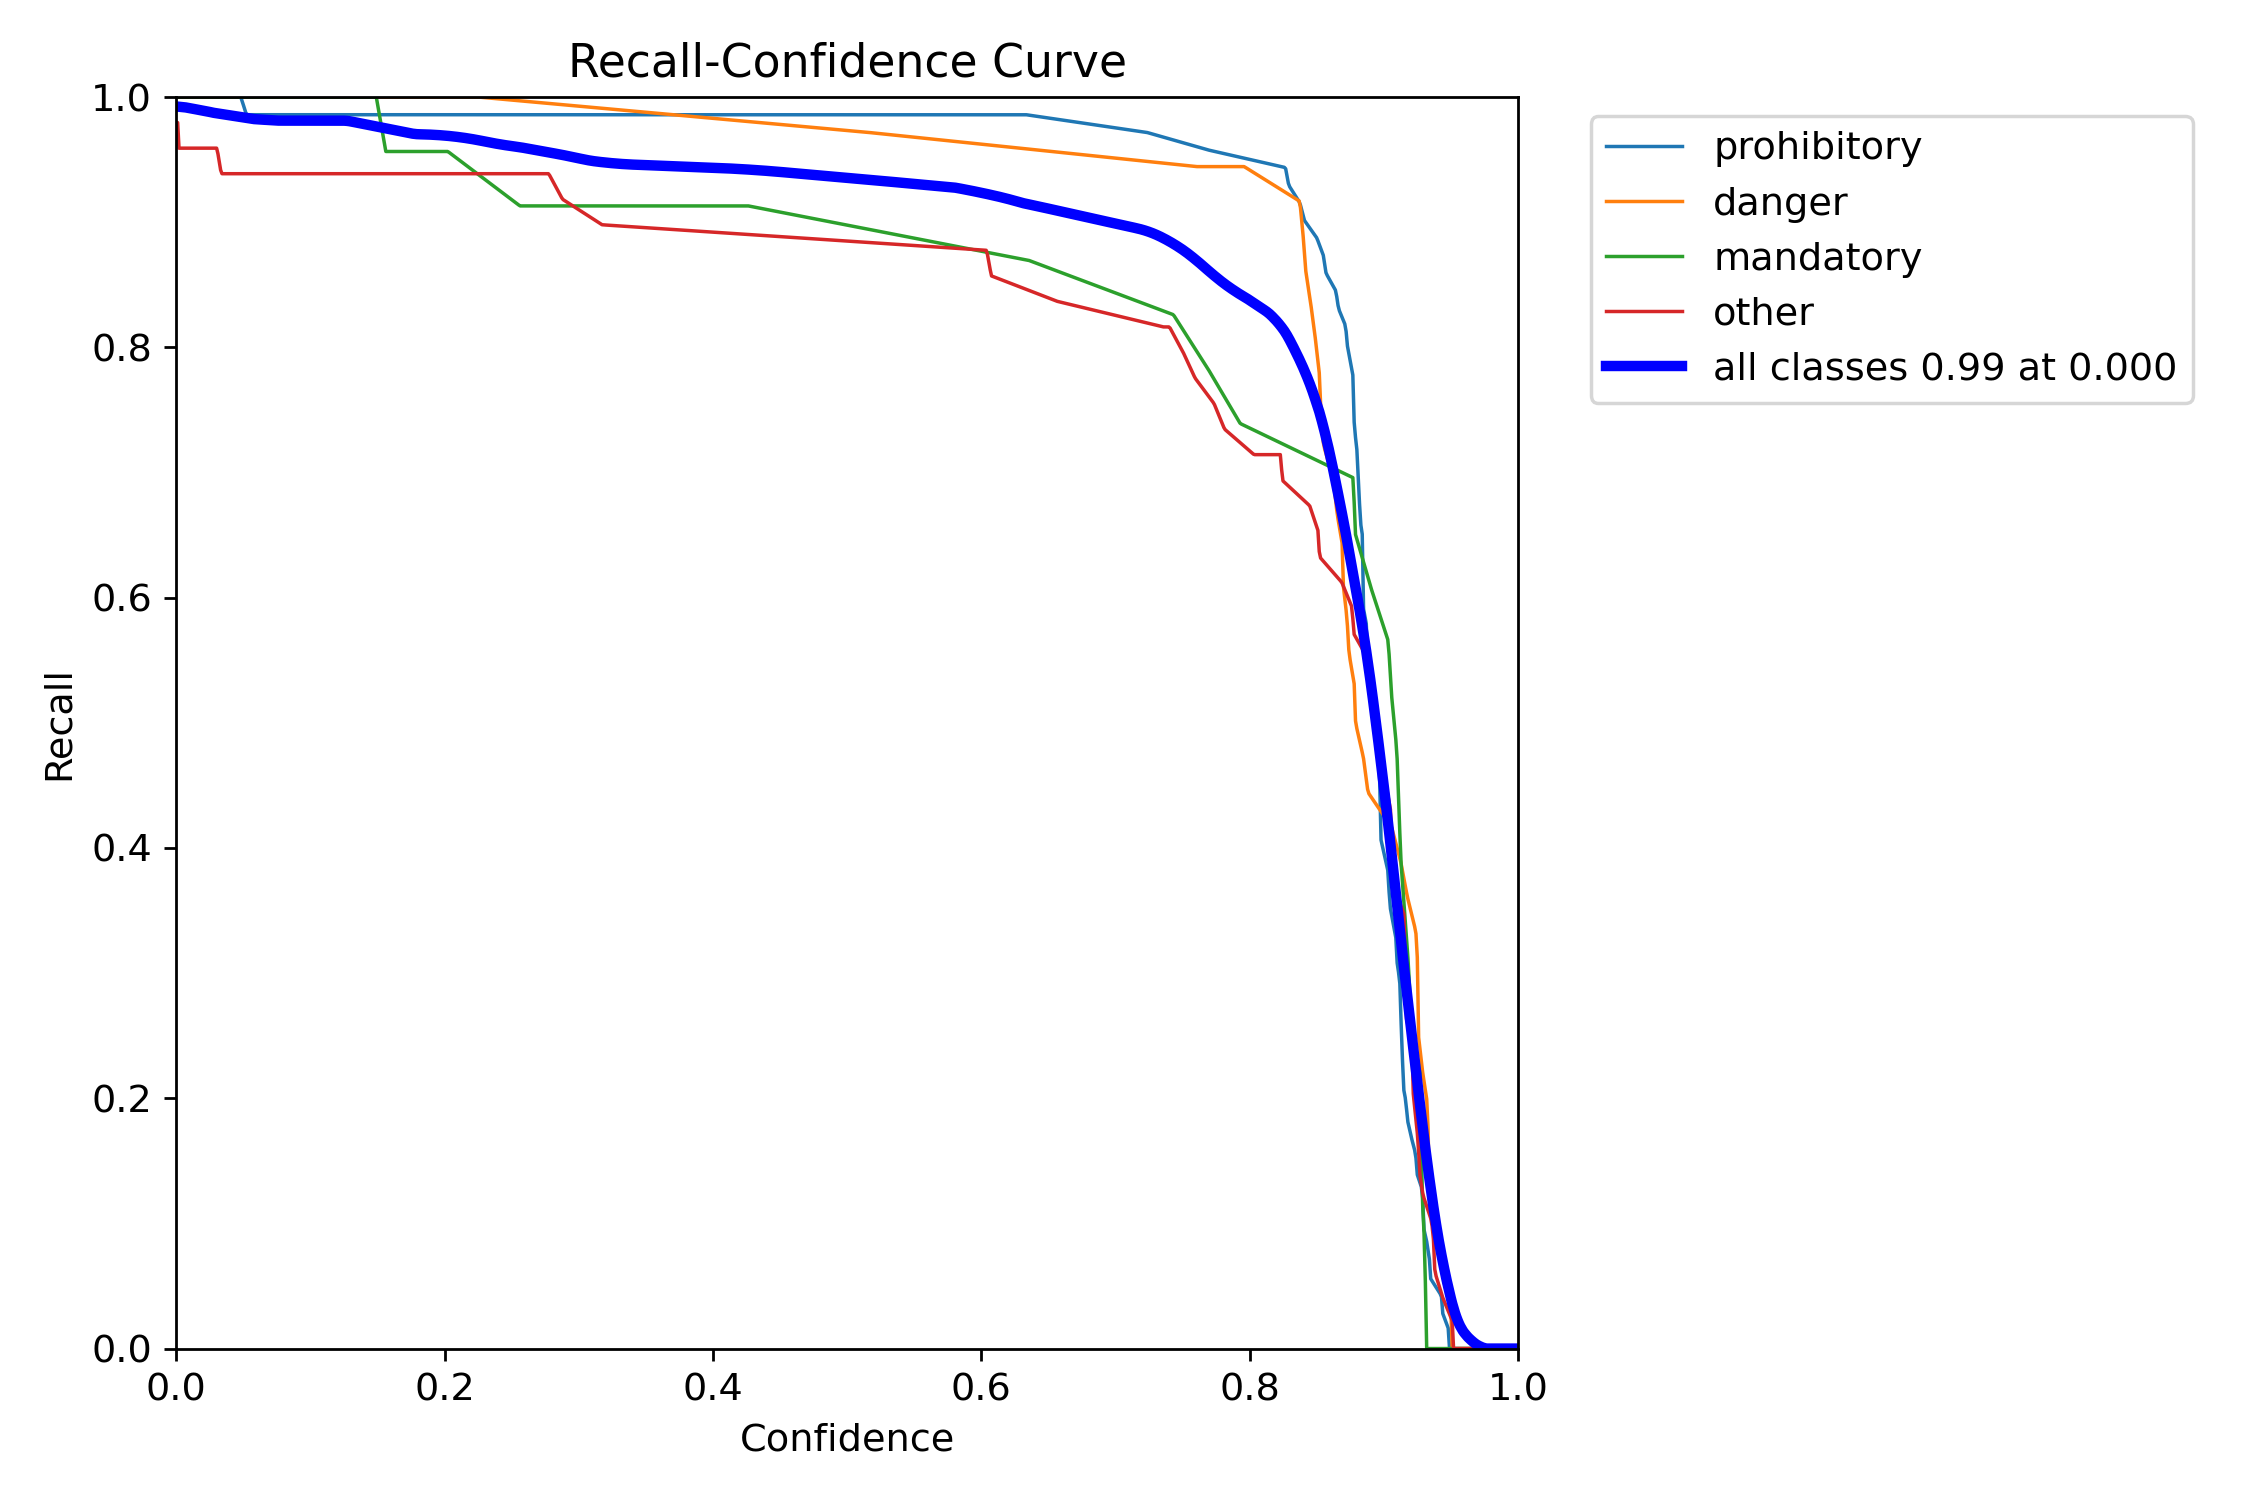 Recall-Confidence Curve
1.0
0.8
0.6
0.4
0.2
0.0
Recall
0.0 0.2 0.4 0.6 0.8 1.0
Confidence
prohibitory
danger
mandatory
other
all classes 0.99 at 0.000